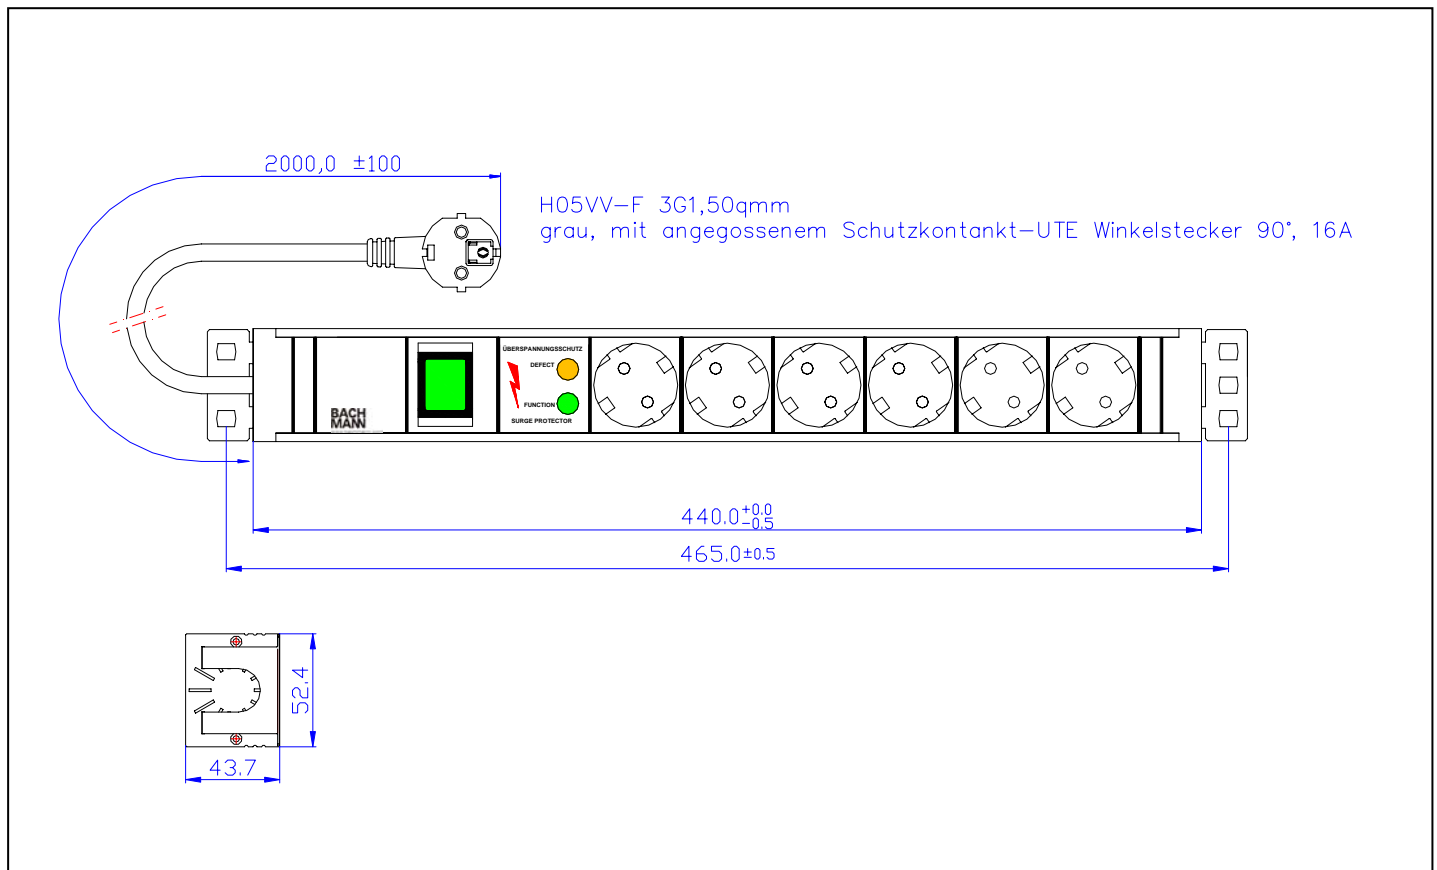 2000,0 ±100
H05VV-F 3G1,50qmm
grau, mit angegossenem Schutzkontankt-UTE Winkelstecker 90°, 16A
ÜBERSPANNUNGSSCHUTZ
DEFECT
FUNCTION
SURGE PROTECTOR
BACH
MANN
440.0 +0.0 -0.5
465.0±0.5
52.4
43.7